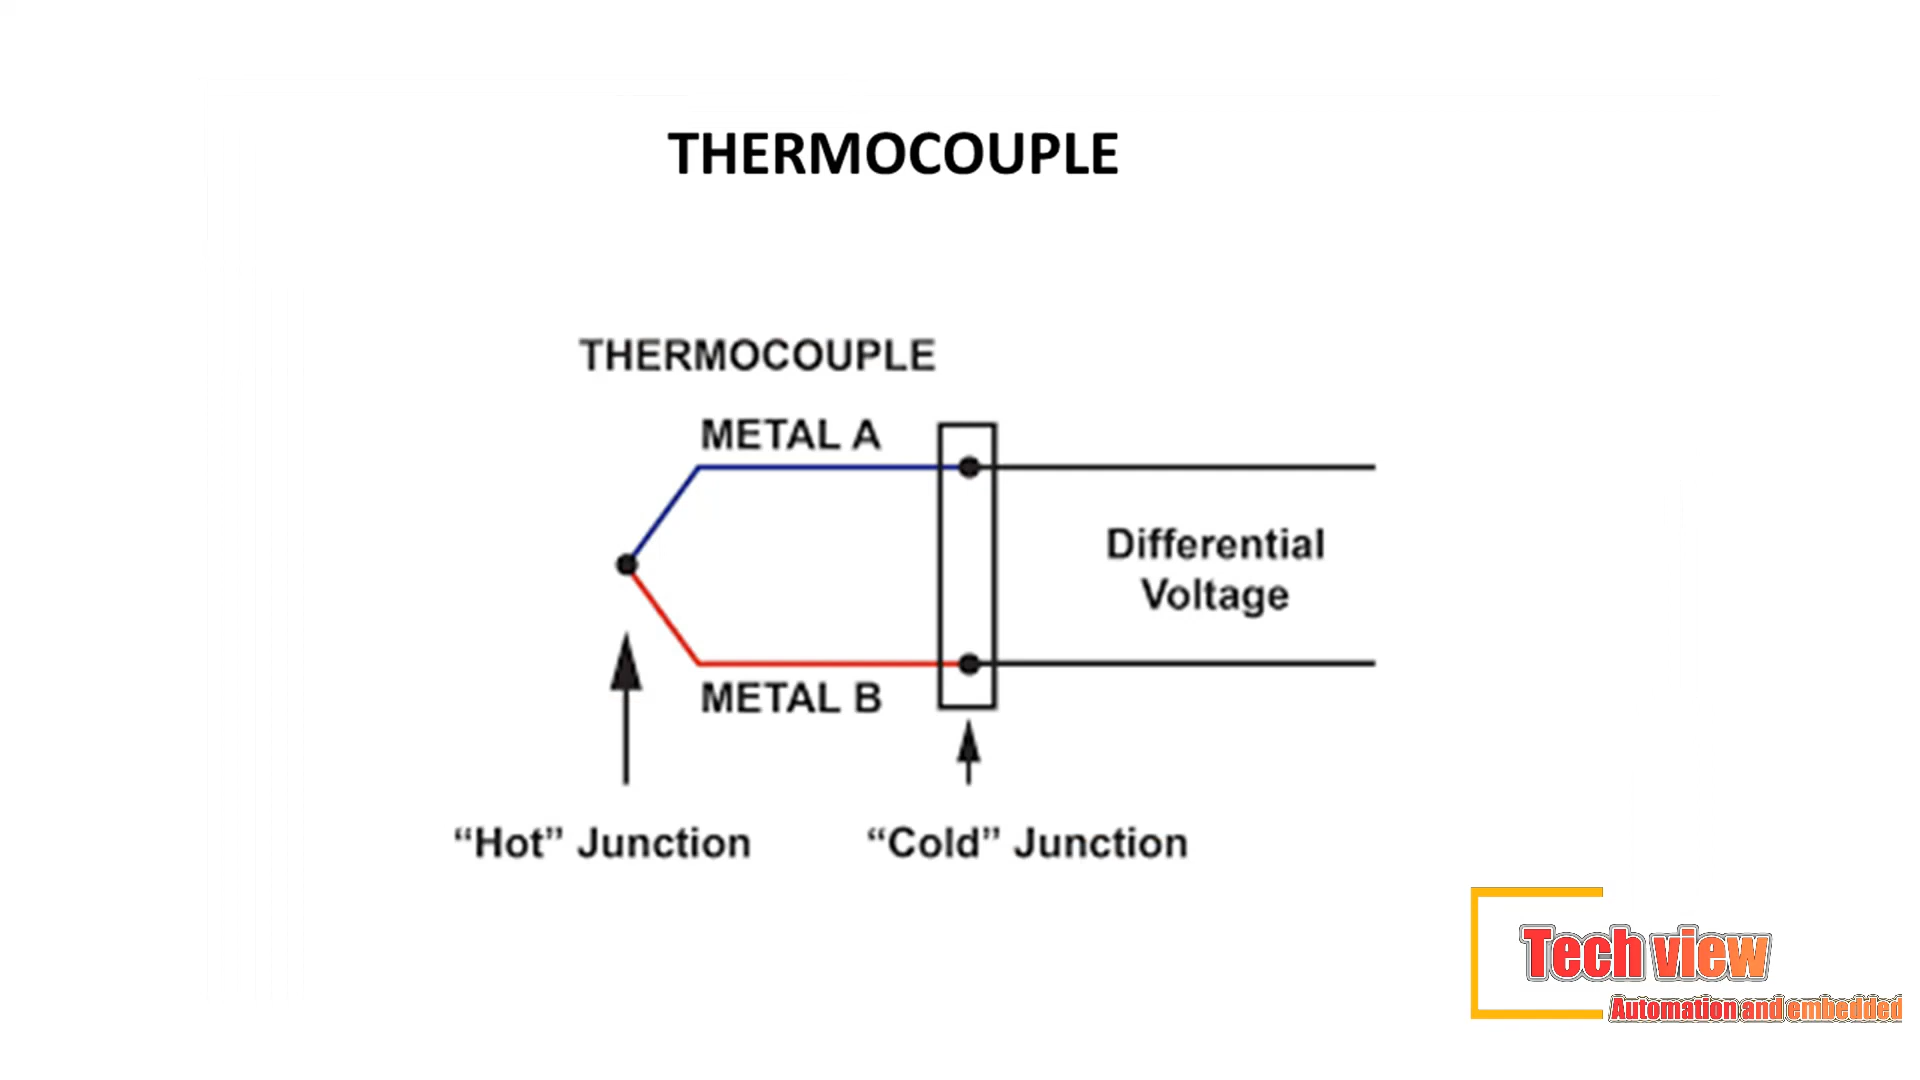 THERMOCOUPLE
THERMOCOUPLE
METAL A
Differential
Voltage
METAL B
“Hot” Junction
“Cold” Junction
Tech view
Automation and embedded